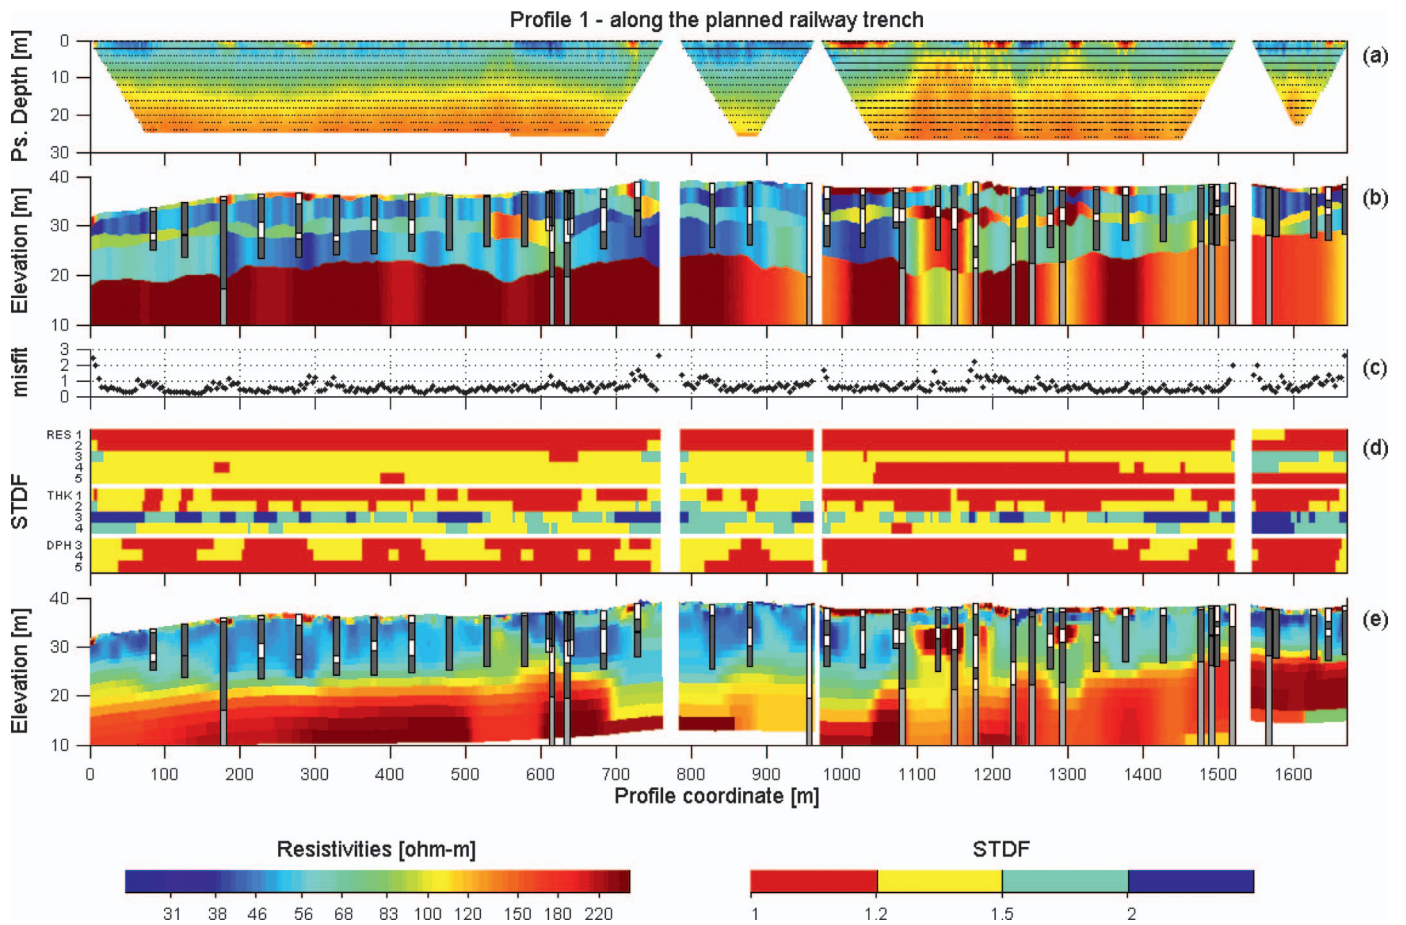 Profile 1 - along the planned railway trench
Ps. Depth [m]
0
10
20
30
(a)
Elevation [m]
40
30
20
10
(b)
misfit
3
2
1
0
(c)
STDF
RES 1
2
3
4
5
THK 1
2
3
4
DPH 3
4
5
(d)
Elevation [m]
40
30
20
10
(e)
0 100 200 300 400 500 600 700 800 900 1000 1100 1200 1300 1400 1500 1600
Profile coordinate [m]
Resistivities [ohm-m]
31 38 46 56 68 83 100 120 150 180 220
STDF
1 1.2 1.5 2